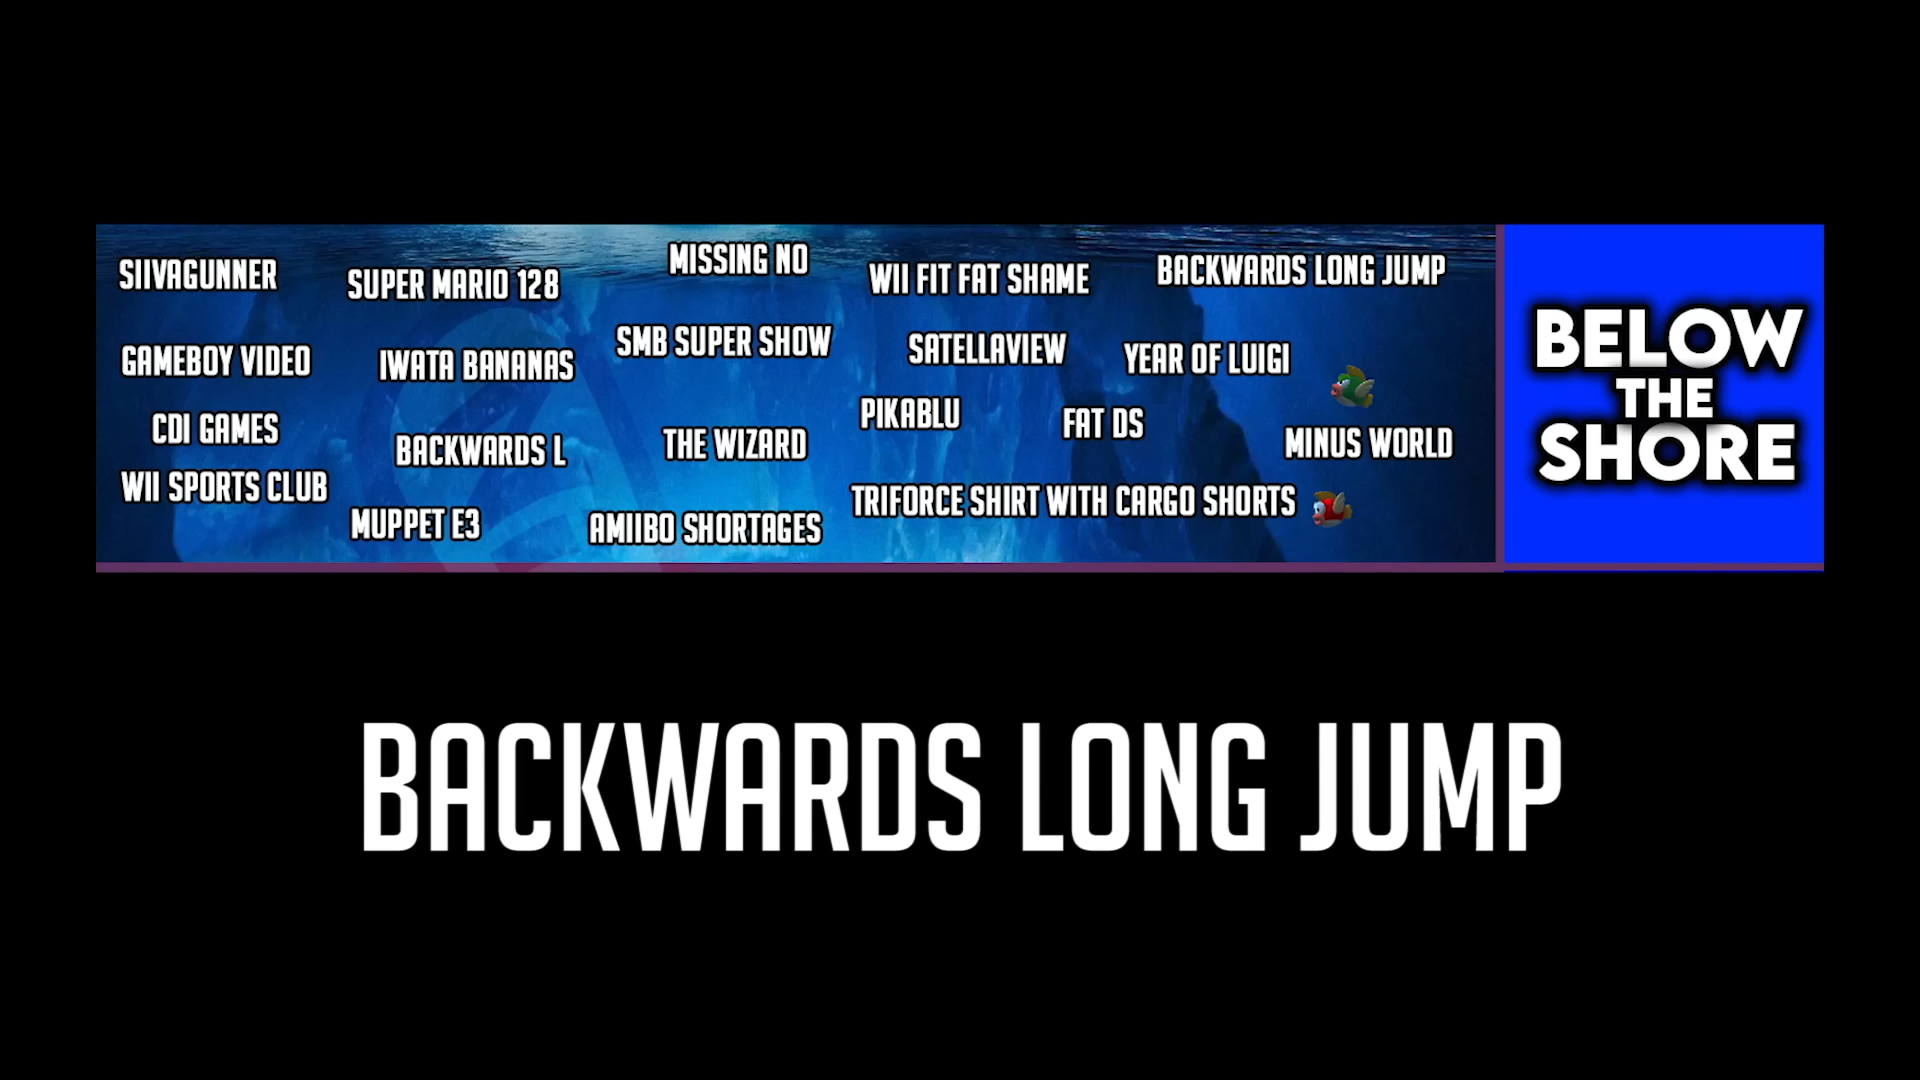 SIIVAGUNNER
SUPER MARIO 128
MISSING NO
WII FIT FAT SHAME
BACKWARDS LONG JUMP
GAMEBOY VIDEO
IWATA BANANAS
SMB SUPER SHOW
SATELLAVIEW
YEAR OF LUIGI
CDI GAMES
BACKWARDS L
THE WIZARD
PIKABLU
FAT DS
MINUS WORLD
WII SPORTS CLUB
MUPPET E3
AMIIBO SHORTAGES
TRIFORCE SHIRT WITH CARGO SHORTS
BELOW
THE
SHORE
BACKWARDS LONG JUMP